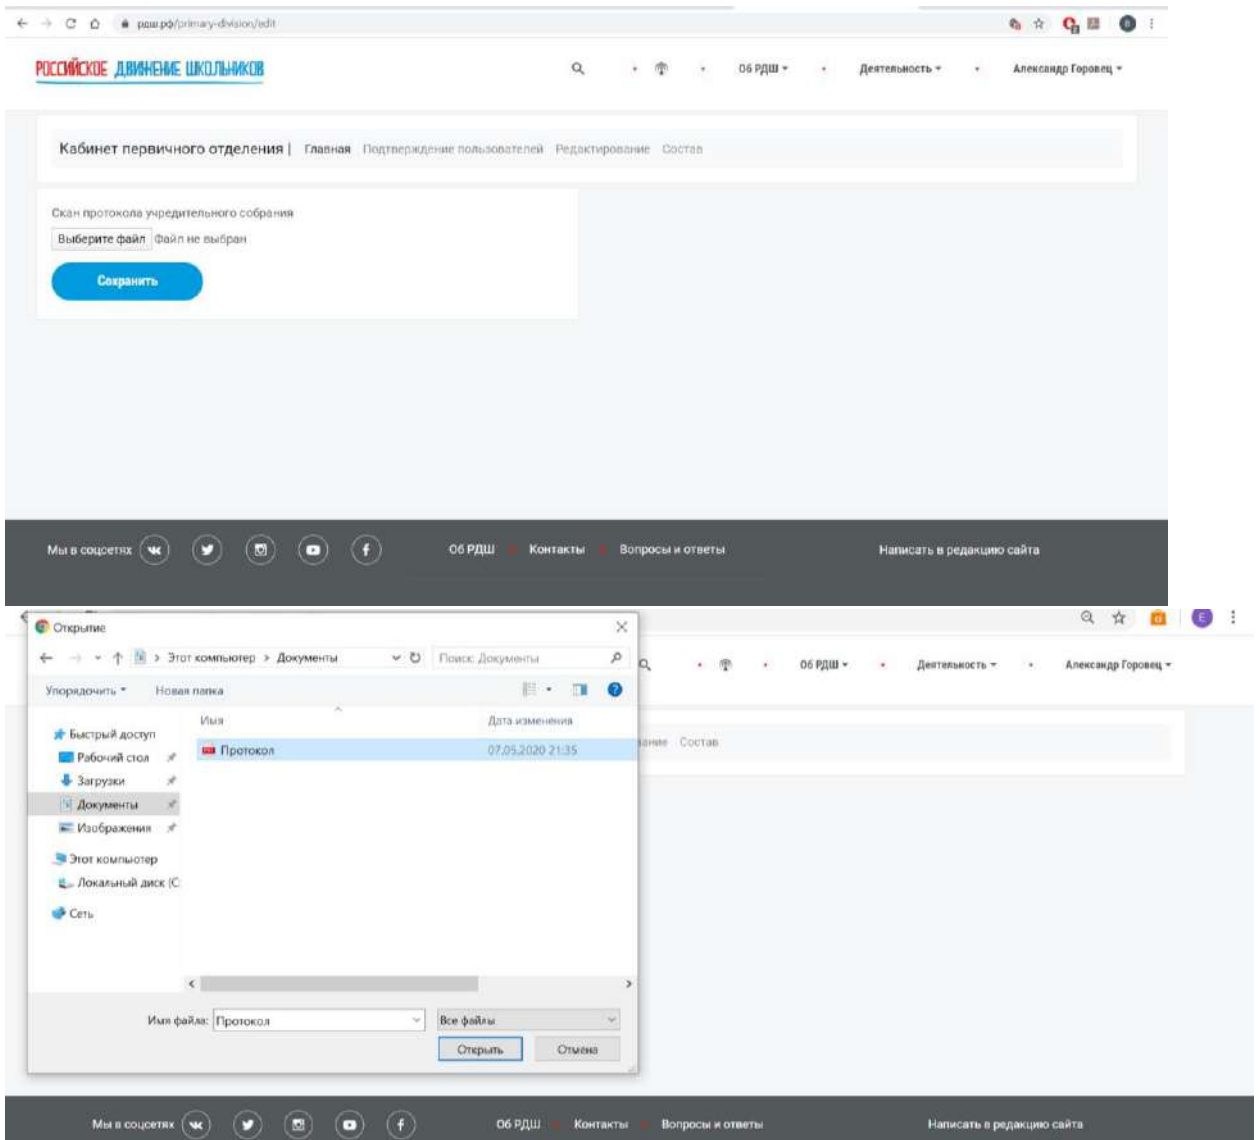 рдш.рф/primary-division/edit
РОССИЙСКОЕ ДВИЖЕНИЕ ШКОЛЬНИКОВ
Об РДШ
Деятельность
Александр Горовец
Кабинет первичного отделения | Главная Подтверждение пользователей Редактирование Состав
Скан протокола учредительного собрания
Выберите файл Файл не выбран
Сохранить
Мы в соцсетях
Об РДШ Контакты Вопросы и ответы
Написать в редакцию сайта
Открытие
Этот компьютер > Документы
Поиск: Документы
Об РДШ
Деятельность
Александр Горовец
Упорядочить
Новая папка
Имя
Дата изменения
Быстрый доступ
Рабочий стол
Загрузки
Документы
Изображения
Этот компьютер
Локальный диск (C:
Сеть
Протокол
07.05.2020 21:35
вание Состав
Имя файла: Протокол
Все файлы
Открыть
Отмена
Мы в соцсетях
Об РДШ Контакты Вопросы и ответы
Написать в редакцию сайта